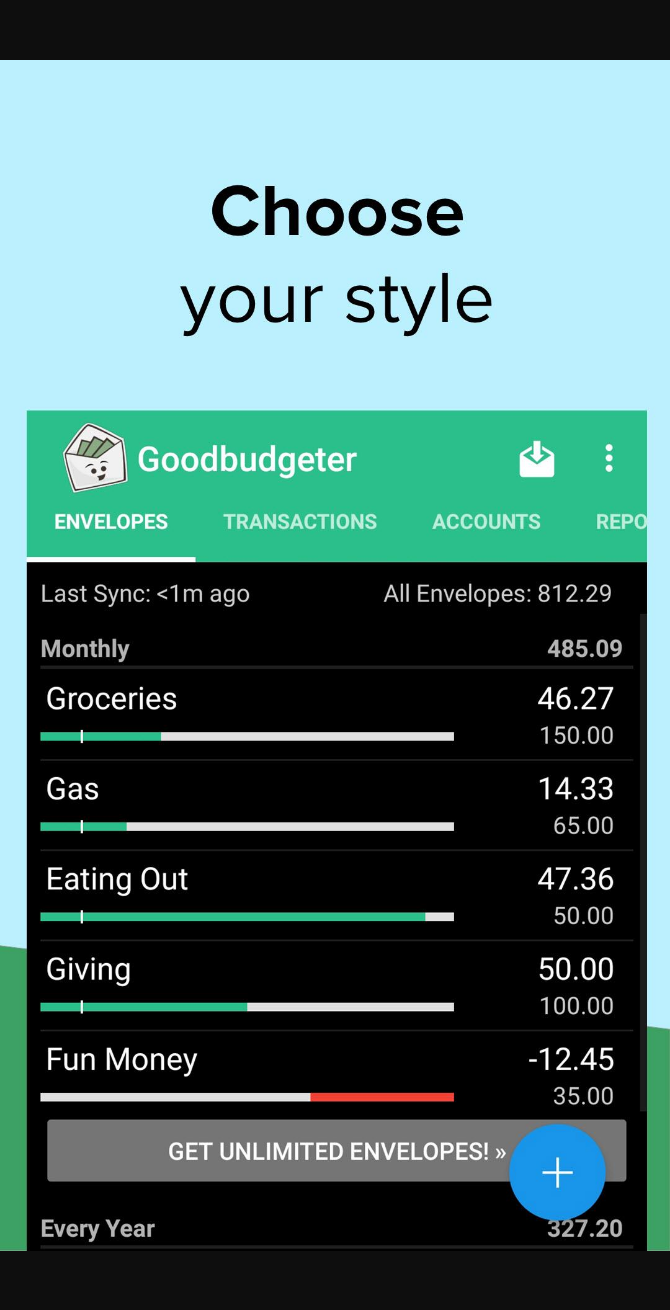 Choose
your style
Goodbudgeter
ENVELOPES TRANSACTIONS ACCOUNTS REPO
Last Sync: <1m ago All Envelopes: 812.29
Monthly 485.09
Groceries 46.27
150.00
Gas 14.33
65.00
Eating Out 47.36
50.00
Giving 50.00
100.00
Fun Money -12.45
35.00
GET UNLIMITED ENVELOPES! »
Every Year 327.20